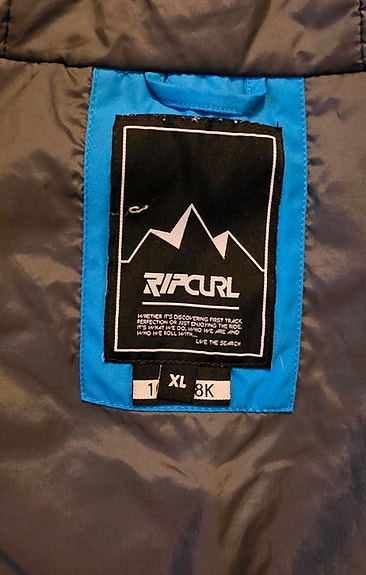 RIPCURL
WHETHER IT'S DISCOVERING FIRST TRACK
PERFECTION OR JUST ENJOYING THE RIDE.
IT'S WHAT WE DO, WHO WE ARE AND
WHO WE ROLL WITH...
LIVE THE SEARCH
XL
8K